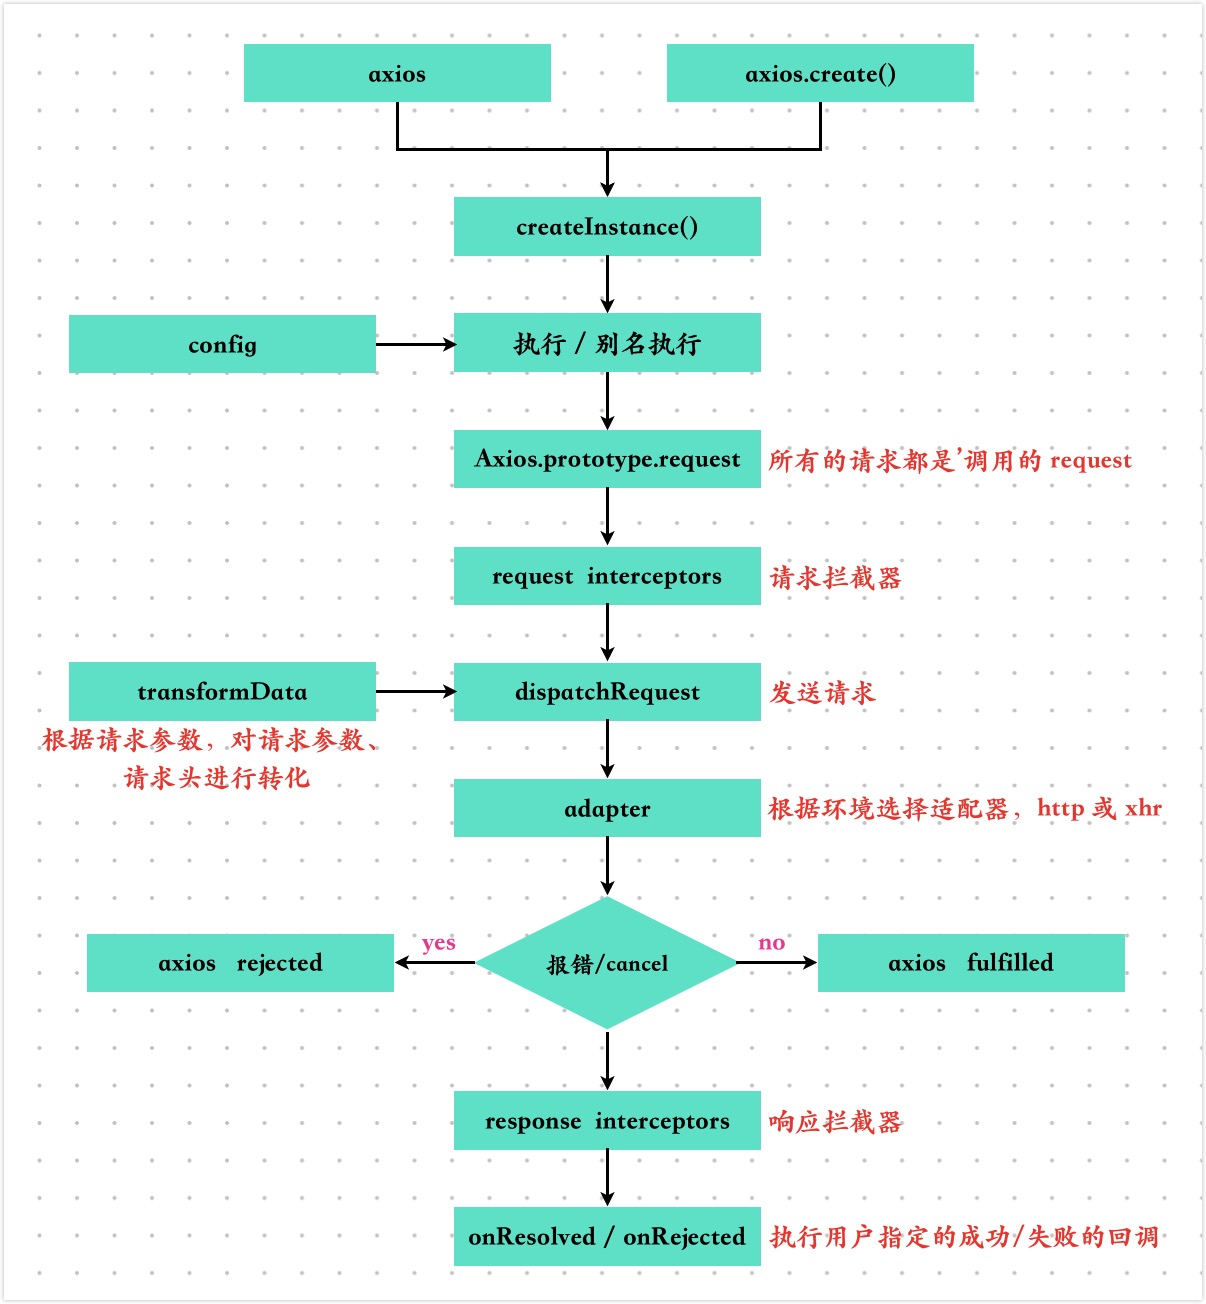 axios
axios.create()
createInstance()
config
执行 / 别名执行
Axios.prototype.request
所有的请求都是’调用的 request
request interceptors
请求拦截器
transformData
dispatchRequest
发送请求
根据请求参数，对请求参数、
请求头进行转化
adapter
根据环境选择适配器，http 或 xhr
yes
no
axios rejected
报错/cancel
axios fulfilled
response interceptors
响应拦截器
onResolved / onRejected
执行用户指定的成功/失败的回调